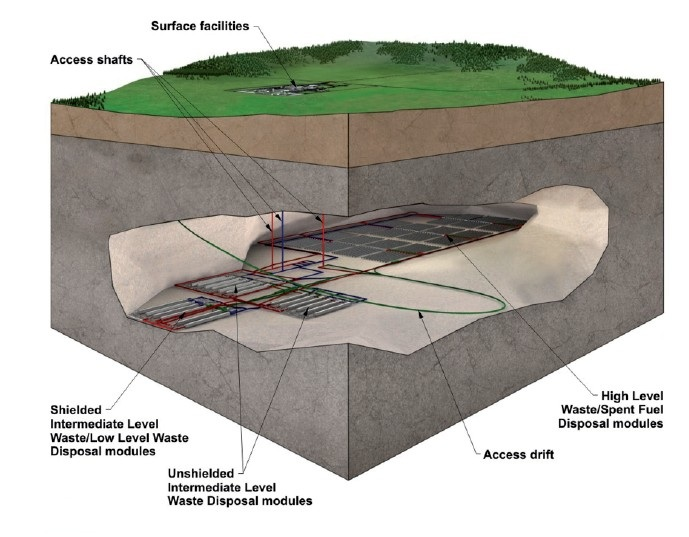 Surface facilities
Access shafts
High Level
Waste/Spent Fuel
Disposal modules
Shielded
Intermediate Level
Waste/Low Level Waste
Disposal modules
Access drift
Unshielded
Intermediate Level
Waste Disposal modules